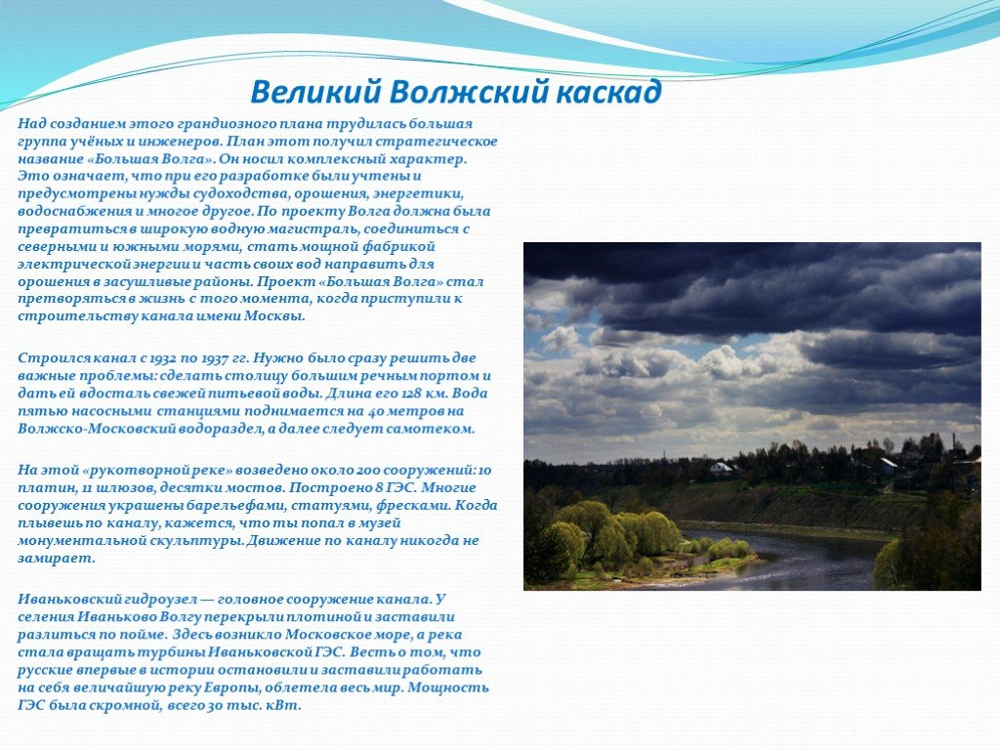 Великий Волжский каскад
Над созданием этого грандиозного плана трудилась большая
группа учёных и инженеров. План этот получил стратегическое
название «Большая Волга». Он носил комплексный характер.
Это означает, что при его разработке были учтены и
предусмотрены нужды судоходства, орошения, энергетики,
водоснабжения и многое другое. По проекту Волга должна была
превратиться в широкую водную магистраль, соединиться с
северными и южными морями, стать мощной фабрикой
электрической энергии и часть своих вод направить для
орошения в засушливые районы. Проект «Большая Волга» стал
претворяться в жизнь с того момента, когда приступили к
строительству канала имени Москвы.
Строился канал с 1932 по 1937 гг. Нужно было сразу решить две
важные проблемы: сделать столицу большим речным портом и
дать ей вдосталь свежей питьевой воды. Длина его 128 км. Вода
пятью насосными станциями поднимается на 40 метров на
Волжско-Московский водораздел, а далее следует самотеком.
На этой «рукотворной реке» возведено около 200 сооружений: 10
платин, 11 шлюзов, десятки мостов. Построено 8 ГЭС. Многие
сооружения украшены барельефами, статуями, фресками. Когда
плывешь по каналу, кажется, что ты попал в музей
монументальной скульптуры. Движение по каналу никогда не
замирает.
Иваньковский гидроузел — головное сооружение канала. У
селения Иваньково Волгу перекрыли плотиной и заставили
разлиться по пойме. Здесь возникло Московское море, а река
стала вращать турбины Иваньковской ГЭС. Весть о том, что
русские впервые в истории остановили и заставили работать
на себя величайшую реку Европы, облетела весь мир. Мощность
ГЭС была скромной, всего 30 тыс. кВт.